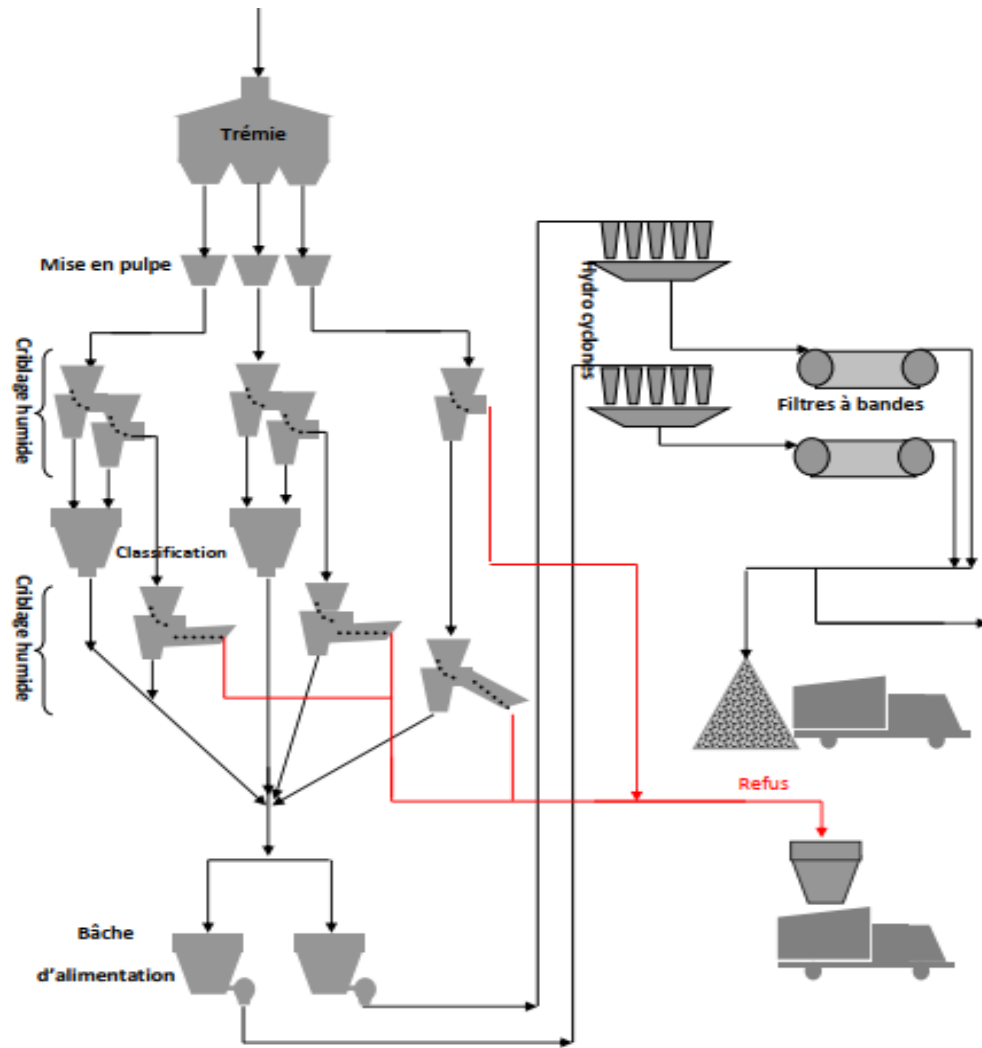 Trémie
Mise en pulpe
Criblage humide
Hydro cyclones
Filtres à bandes
Classification
Criblage humide
Refus
Bâche
d'alimentation